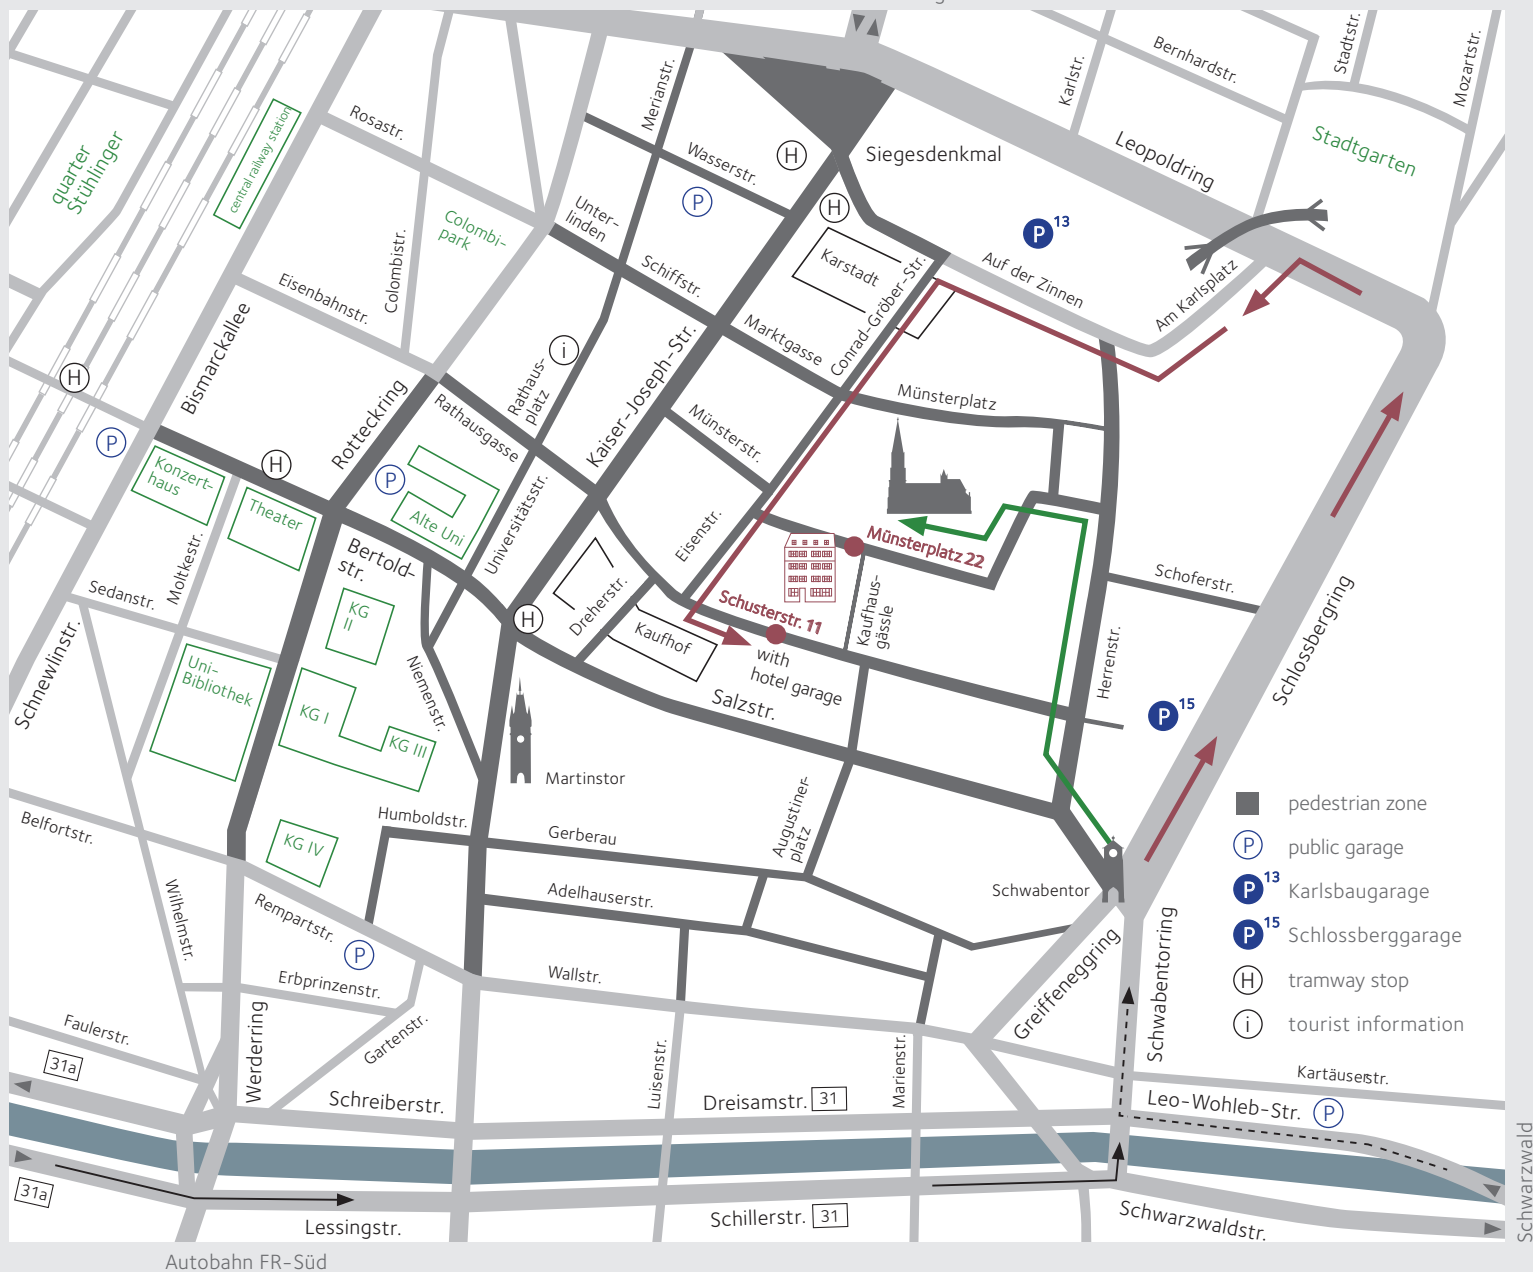 Bernhardstr.
Stadtstr.
Mozartstr.
Karlstr.
Merianstr.
Rosastr.
central railway station
quarter
Stühlinger
Leopoldring
Stadtgarten
Wasserstr.
H
Siegesdenkmal
P
H
Unter-
linden
Colombi-
park
P 13
Colombistr.
Schiffstr.
Karstadt
Conrad-Gröber-Str.
Auf der Zinnen
Am Karlsplatz
Eisenbahnstr.
Bismarckallee
Marktgasse
i
Rathaus-
platz
Kaiser-Joseph-Str.
H
Rotteckring
Rathausgasse
Münsterplatz
Münsterstr.
P
Konzert-
haus
H
P
Theater
Alte Uni
Universitätsstr.
Eisenstr.
Münsterplatz 22
Bertold-
str.
Moltkestr.
Sedanstr.
Schoferstr.
Schlossbergring
KG
II
Dreherstr.
H
Kaufhof
Schusterstr. 11
with
hotel garage
Kaufhaus-
gässle
Herrenstr.
Schnewlinstr.
Uni-
Bibliothek
Niemenstr.
KG I
KG III
Salzstr.
P 15
Martinstor
Augustiner-
platz
Humboldstr.
Gerberau
Belfortstr.
KG IV
Adelhauserstr.
Schwabentor
pedestrian zone
P public garage
P 13 Karlsbaugarage
P 15 Schlossberggarage
H tramway stop
i tourist information
Wilhelmstr.
Rempartstr.
P
Erbprinzenstr.
Wallstr.
Greiffeneggring
Schwabentorring
Faulerstr.
31a
Werderring
Gartenstr.
Luisenstr.
Marienstr.
Kartäuserstr.
Schreiberstr.
Dreisamstr. 31
Leo-Wohleb-Str. P
31a
Lessingstr.
Schillerstr. 31
Schwarzwaldstr.
Schwarzwald
Autobahn FR-Süd